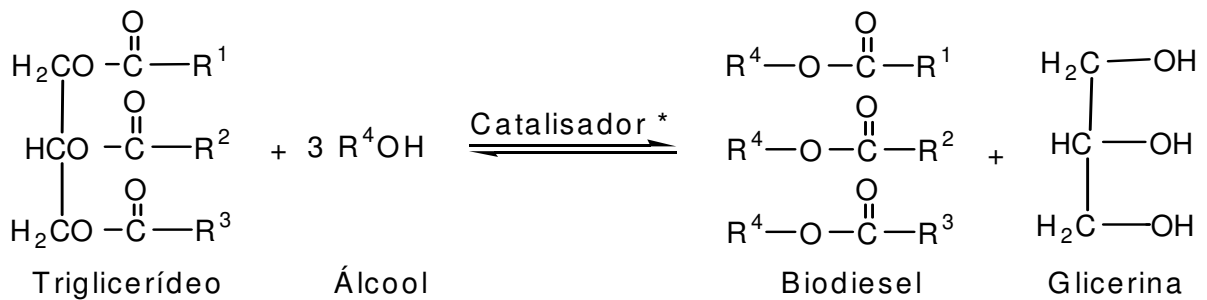 O O
H₂CO – C — R¹ R⁴ — O — C — R¹ H₂C — OH
O O
HCO – C — R² + 3 R⁴OH Catalisador * R⁴ — O — C — R² + HC — OH
O O
H₂CO – C — R³ R⁴ — O — C — R³ H₂C — OH
Triglicerídeo Álcool Biodiesel Glicerina